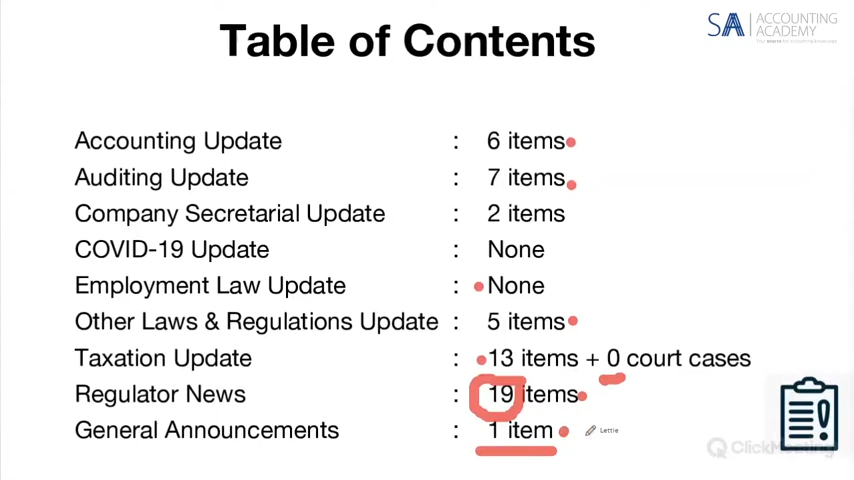 Table of Contents
SAA ACCOUNTING
ACADEMY
Accounting Update : 6 items
Auditing Update : 7 items
Company Secretarial Update : 2 items
COVID-19 Update : None
Employment Law Update : None
Other Laws & Regulations Update : 5 items
Taxation Update : 13 items + 0 court cases
Regulator News : 19 items
General Announcements : 1 item
Lettie
ClickMeeting